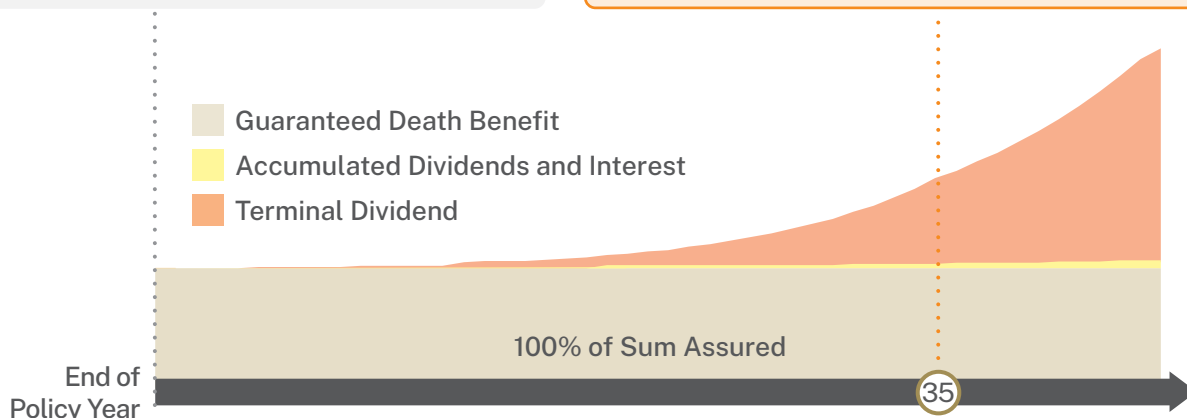 Guaranteed Death Benefit
Accumulated Dividends and Interest
Terminal Dividend
100% of Sum Assured
End of
Policy Year
35